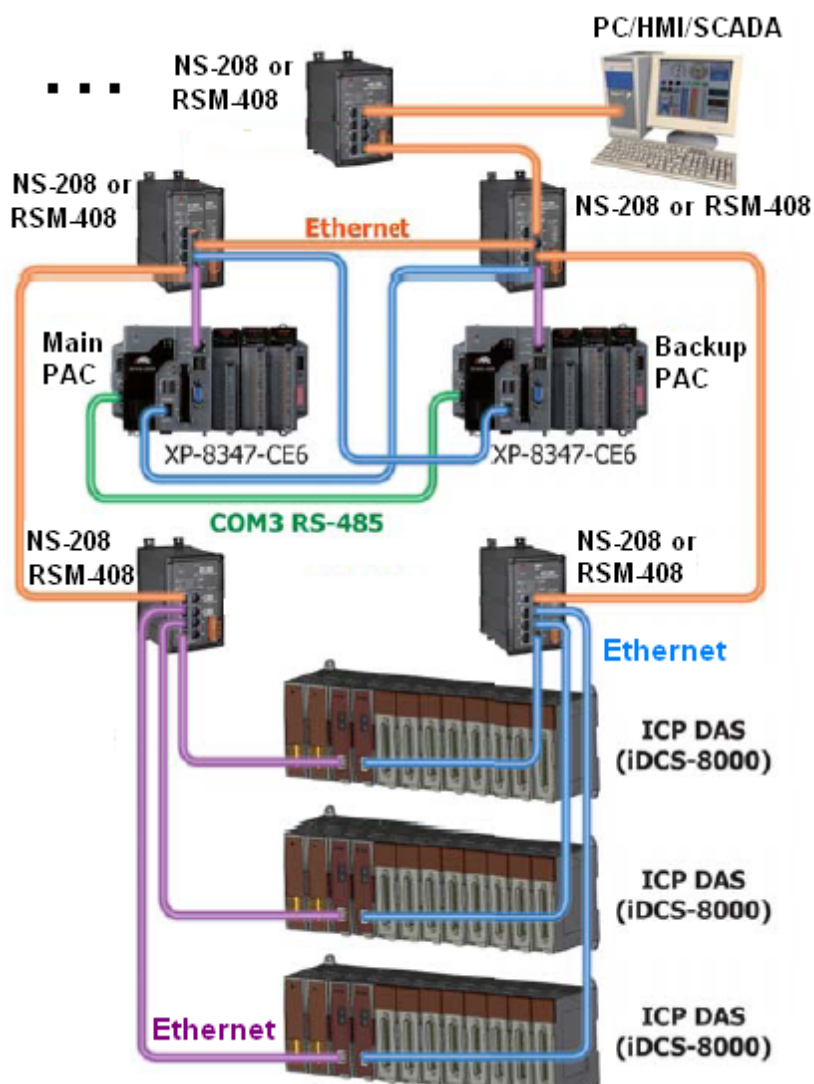 PC/HMI/SCADA
...
NS-208 or
RSM-408
NS-208 or
RSM-408
NS-208 or RSM-408
Ethernet
Main
PAC
Backup
PAC
XP-8347-CE6
XP-8347-CE6
COM3 RS-485
NS-208
RSM-408
NS-208 or
RSM-408
Ethernet
ICP DAS
(iDCS-8000)
ICP DAS
(iDCS-8000)
ICP DAS
(iDCS-8000)
Ethernet